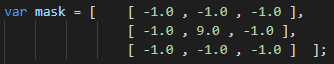 var mask = [ [ -1.0 , -1.0 , -1.0 ],
[ -1.0 , 9.0 , -1.0 ],
[ -1.0 , -1.0 , -1.0 ] ];